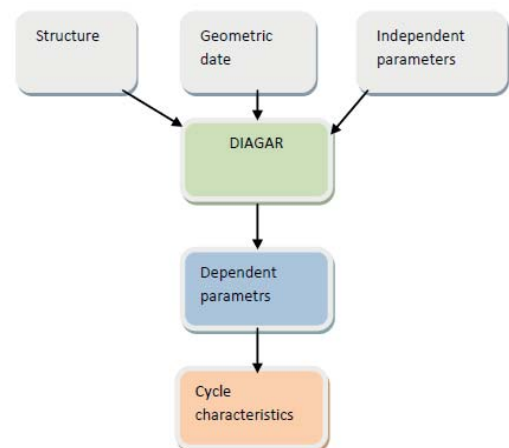 Structure
Geometric
date
Independent
parameters
DIAGAR
Dependent
parametrs
Cycle
characteristics